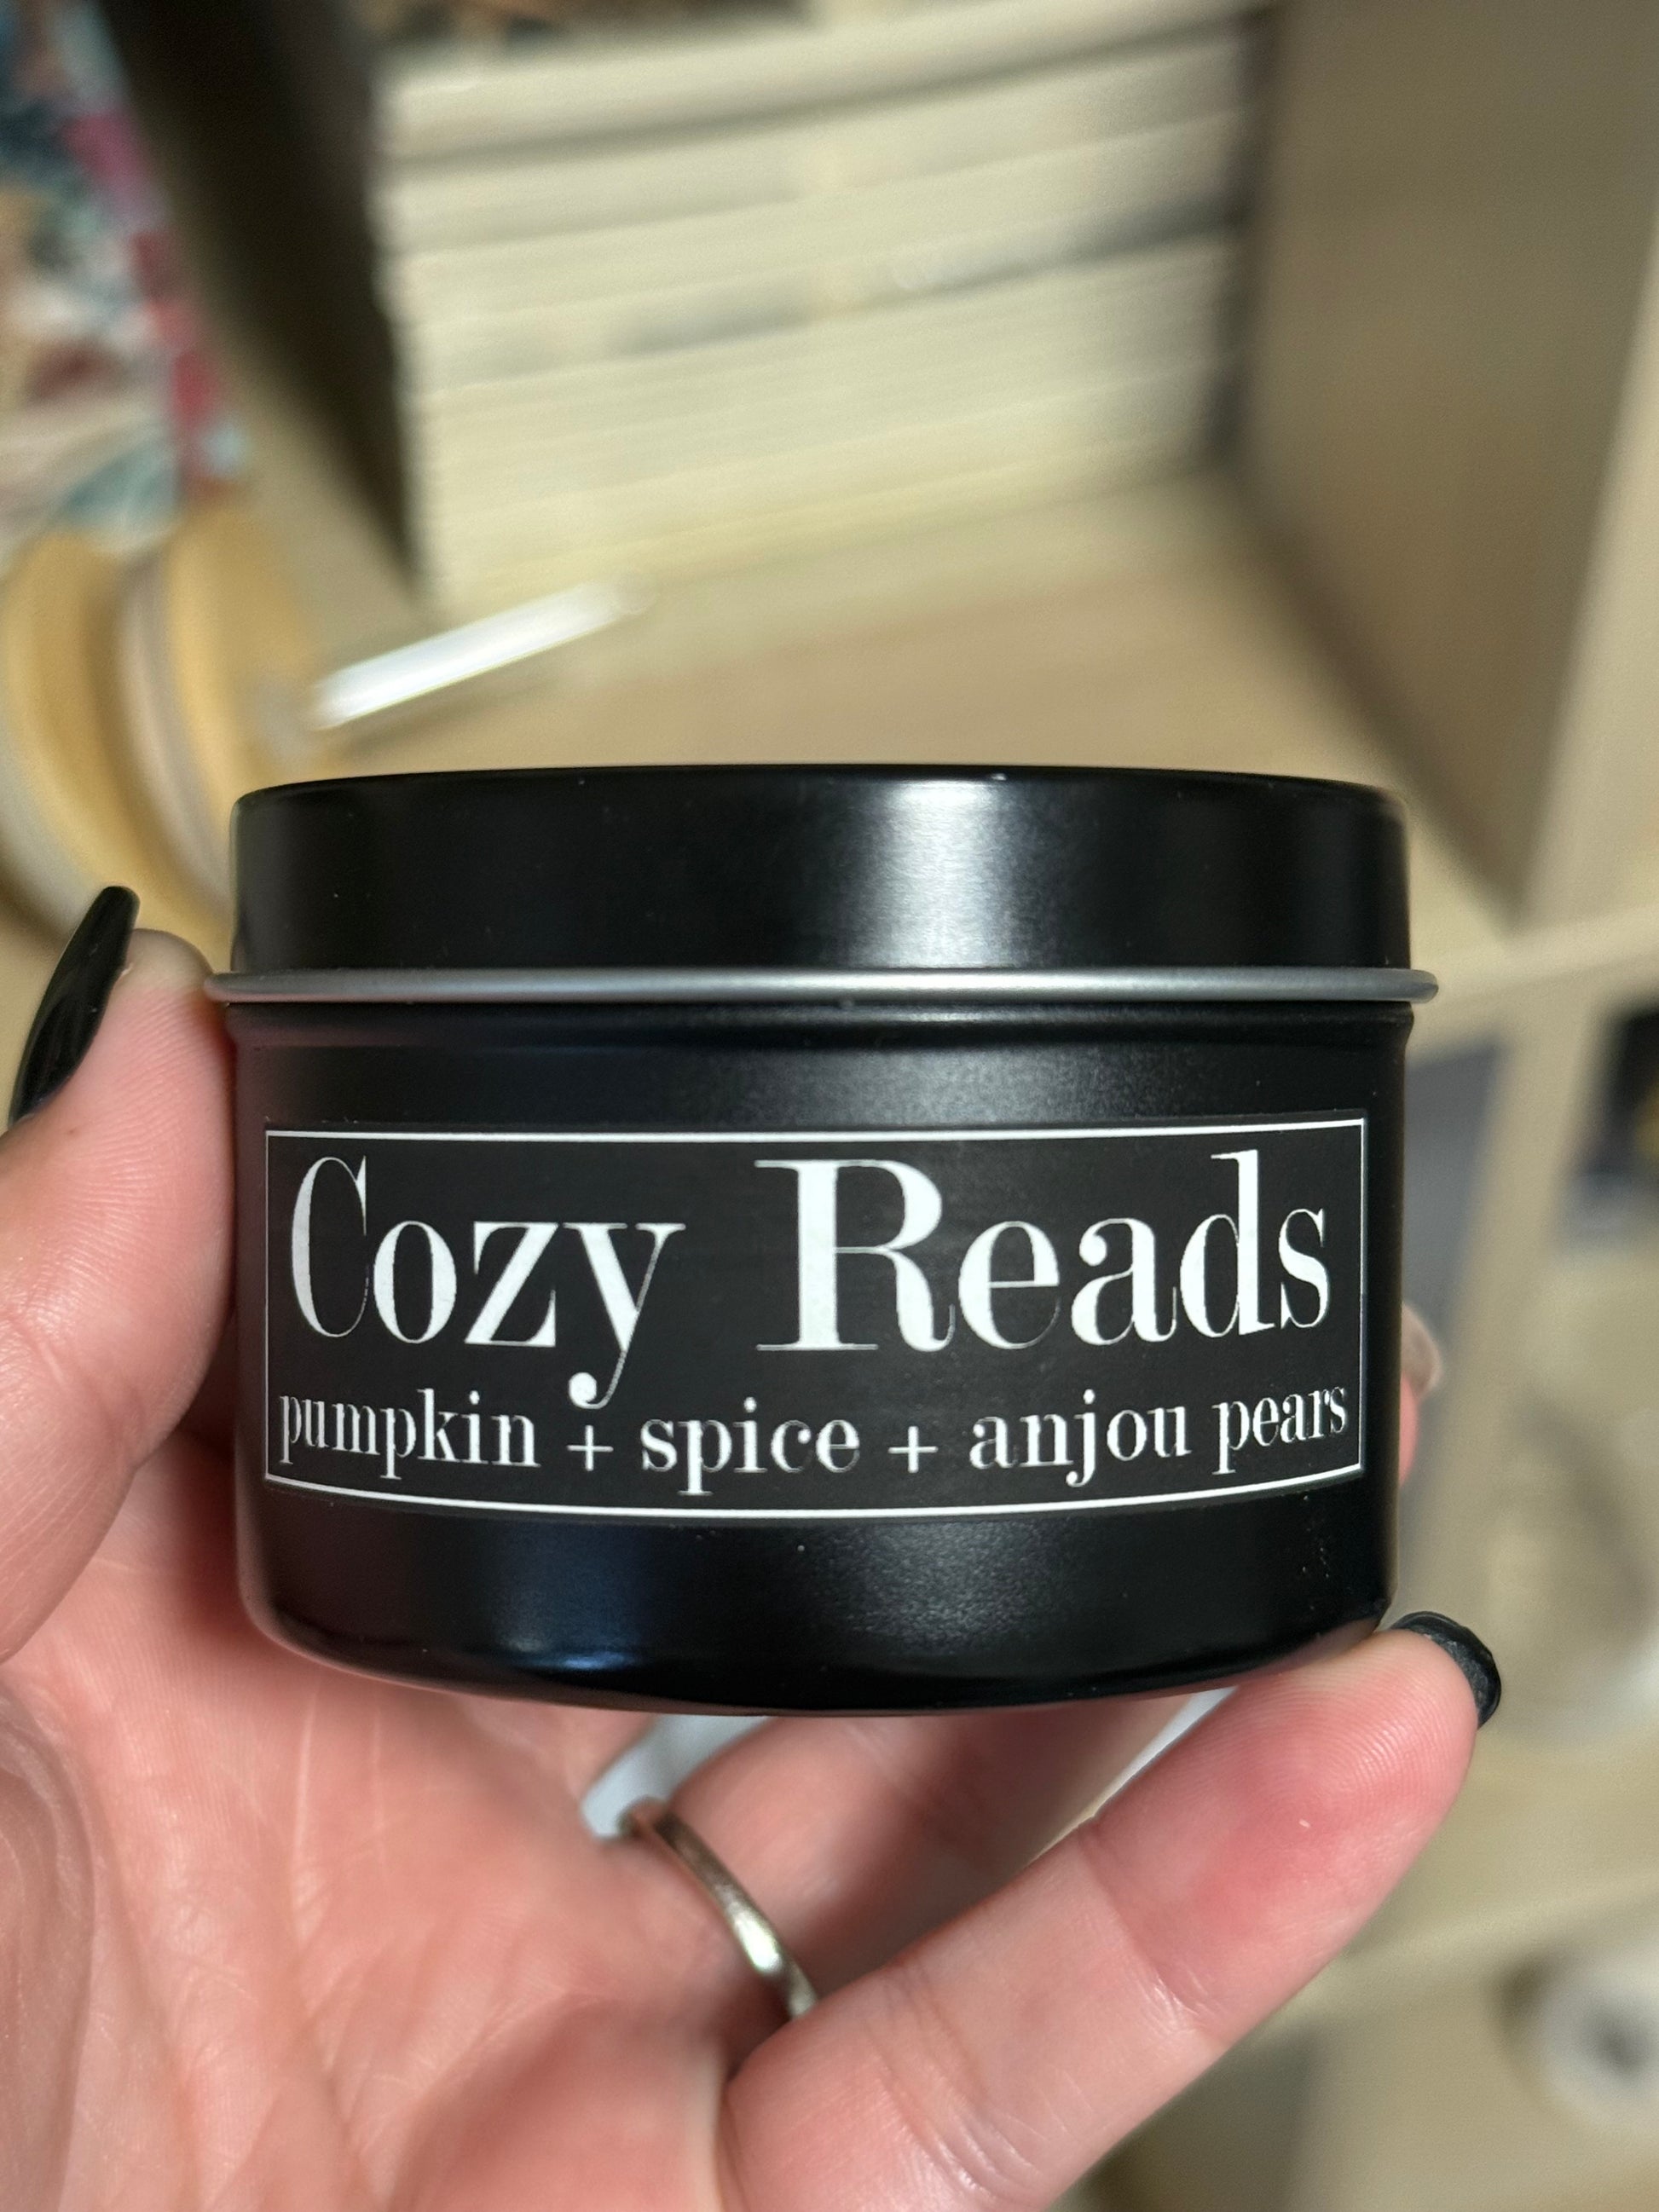 Cozy Reads
pumpkin + spice + anjou pears